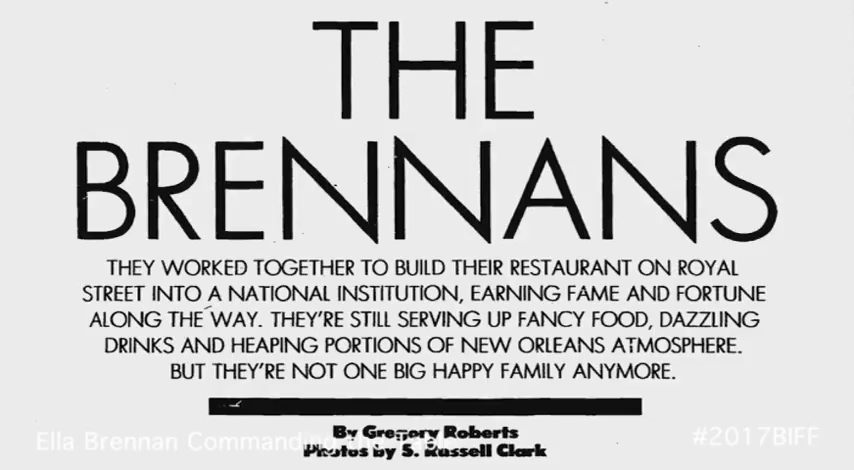 THE
BRENNANS
THEY WORKED TOGETHER TO BUILD THEIR RESTAURANT ON ROYAL
STREET INTO A NATIONAL INSTITUTION, EARNING FAME AND FORTUNE
ALONG THE WAY. THEY'RE STILL SERVING UP FANCY FOOD, DAZZLING
DRINKS AND HEAPING PORTIONS OF NEW ORLEANS ATMOSPHERE.
BUT THEY'RE NOT ONE BIG HAPPY FAMILY ANYMORE.
By Gregory Roberts
Photos by S. Russell Clark
Ella Brennan Commanding the Table
#2017BIFF